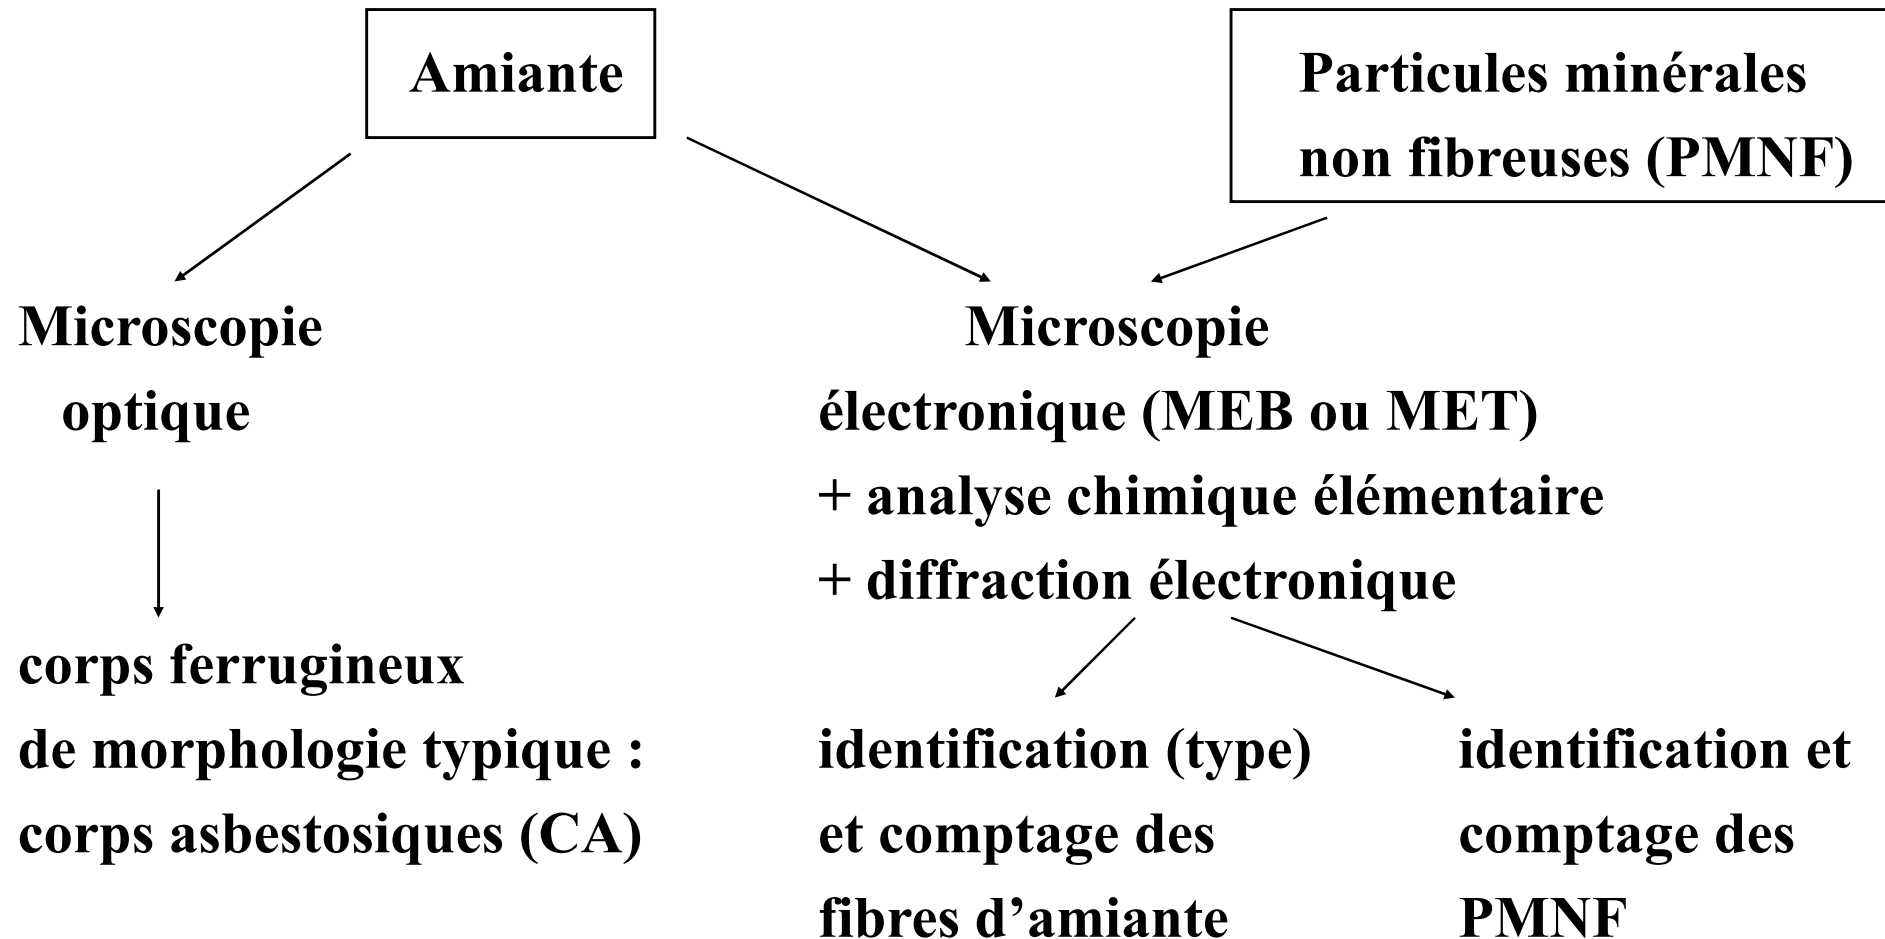 Amiante
Particules minérales
non fibreuses (PMNF)
Microscopie
optique
Microscopie
électronique (MEB ou MET)
+ analyse chimique élémentaire
+ diffraction électronique
corps ferrugineux
de morphologie typique :
corps asbestosiques (CA)
identification (type)
et comptage des
fibres d’amiante
identification et
comptage des
PMNF